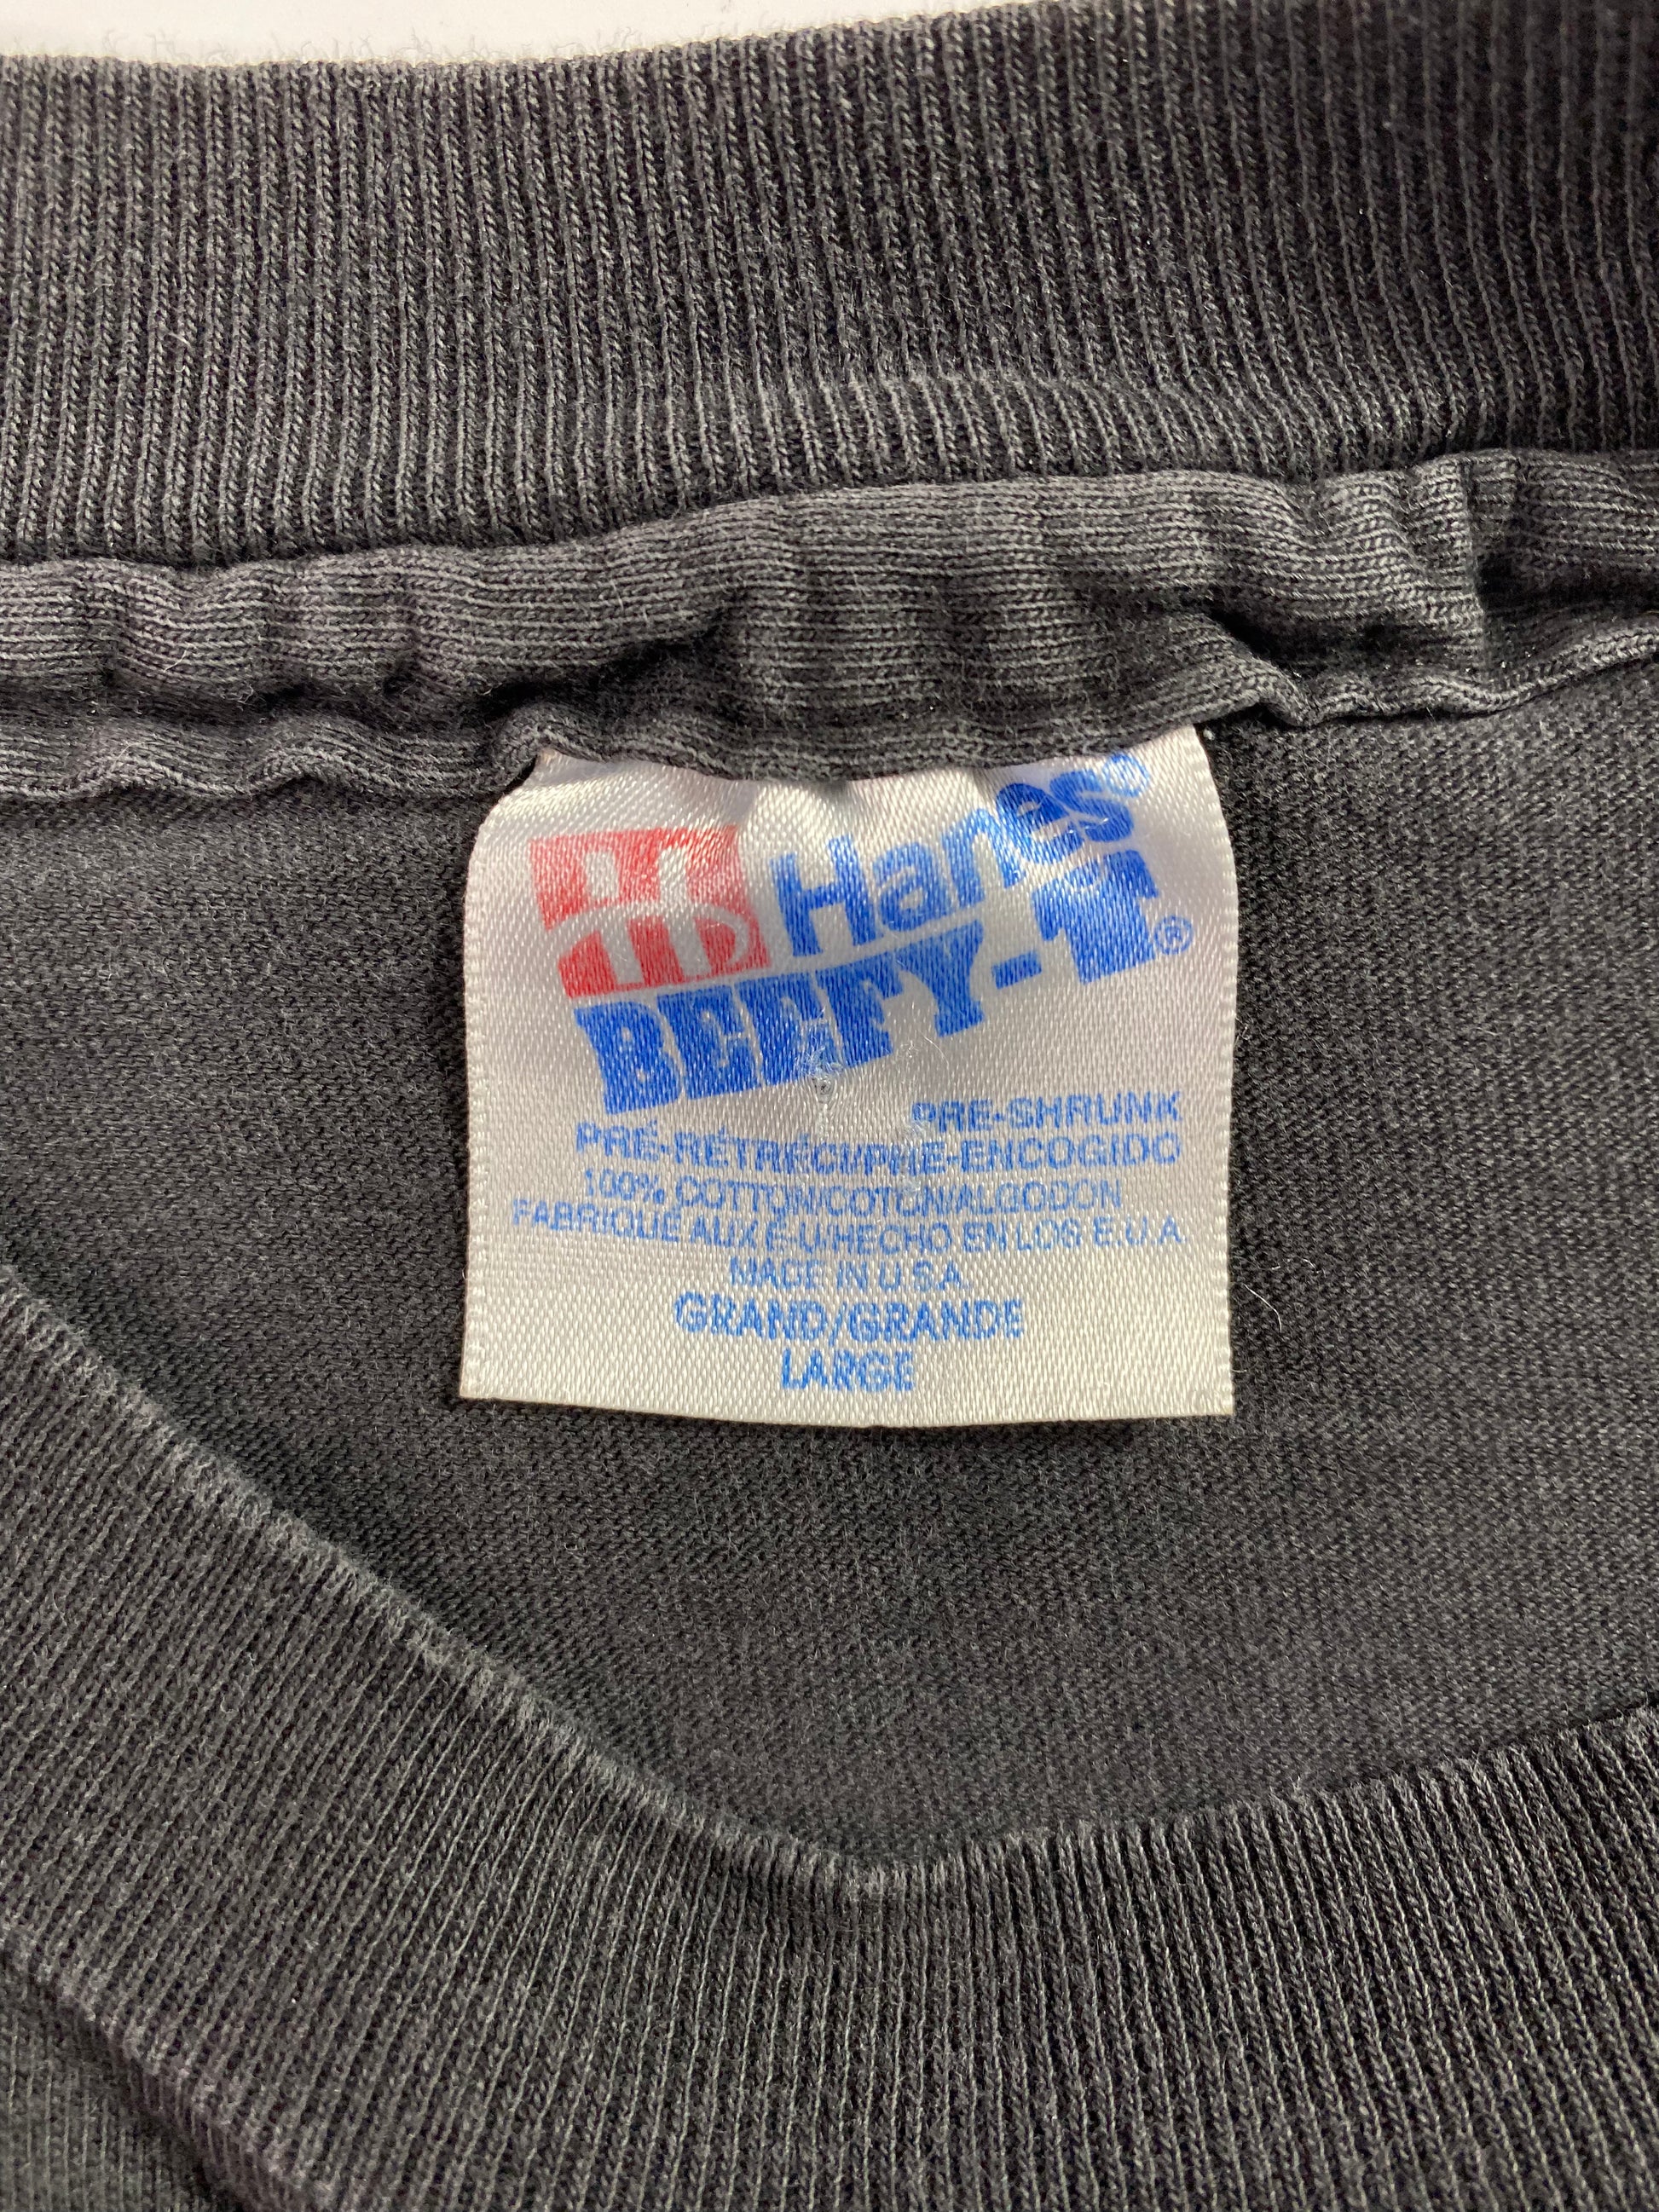 H Hanes®
BEEFY-T®
PRE-SHRUNK
PRÉ-RÉTRÉCI/PRE-ENCOGIDO
100% COTTON/COTON/ALGODON
FABRIQUÉ AUX É-U/HECHO EN LOS E.U.A.
MADE IN U.S.A.
GRAND/GRANDE
LARGE